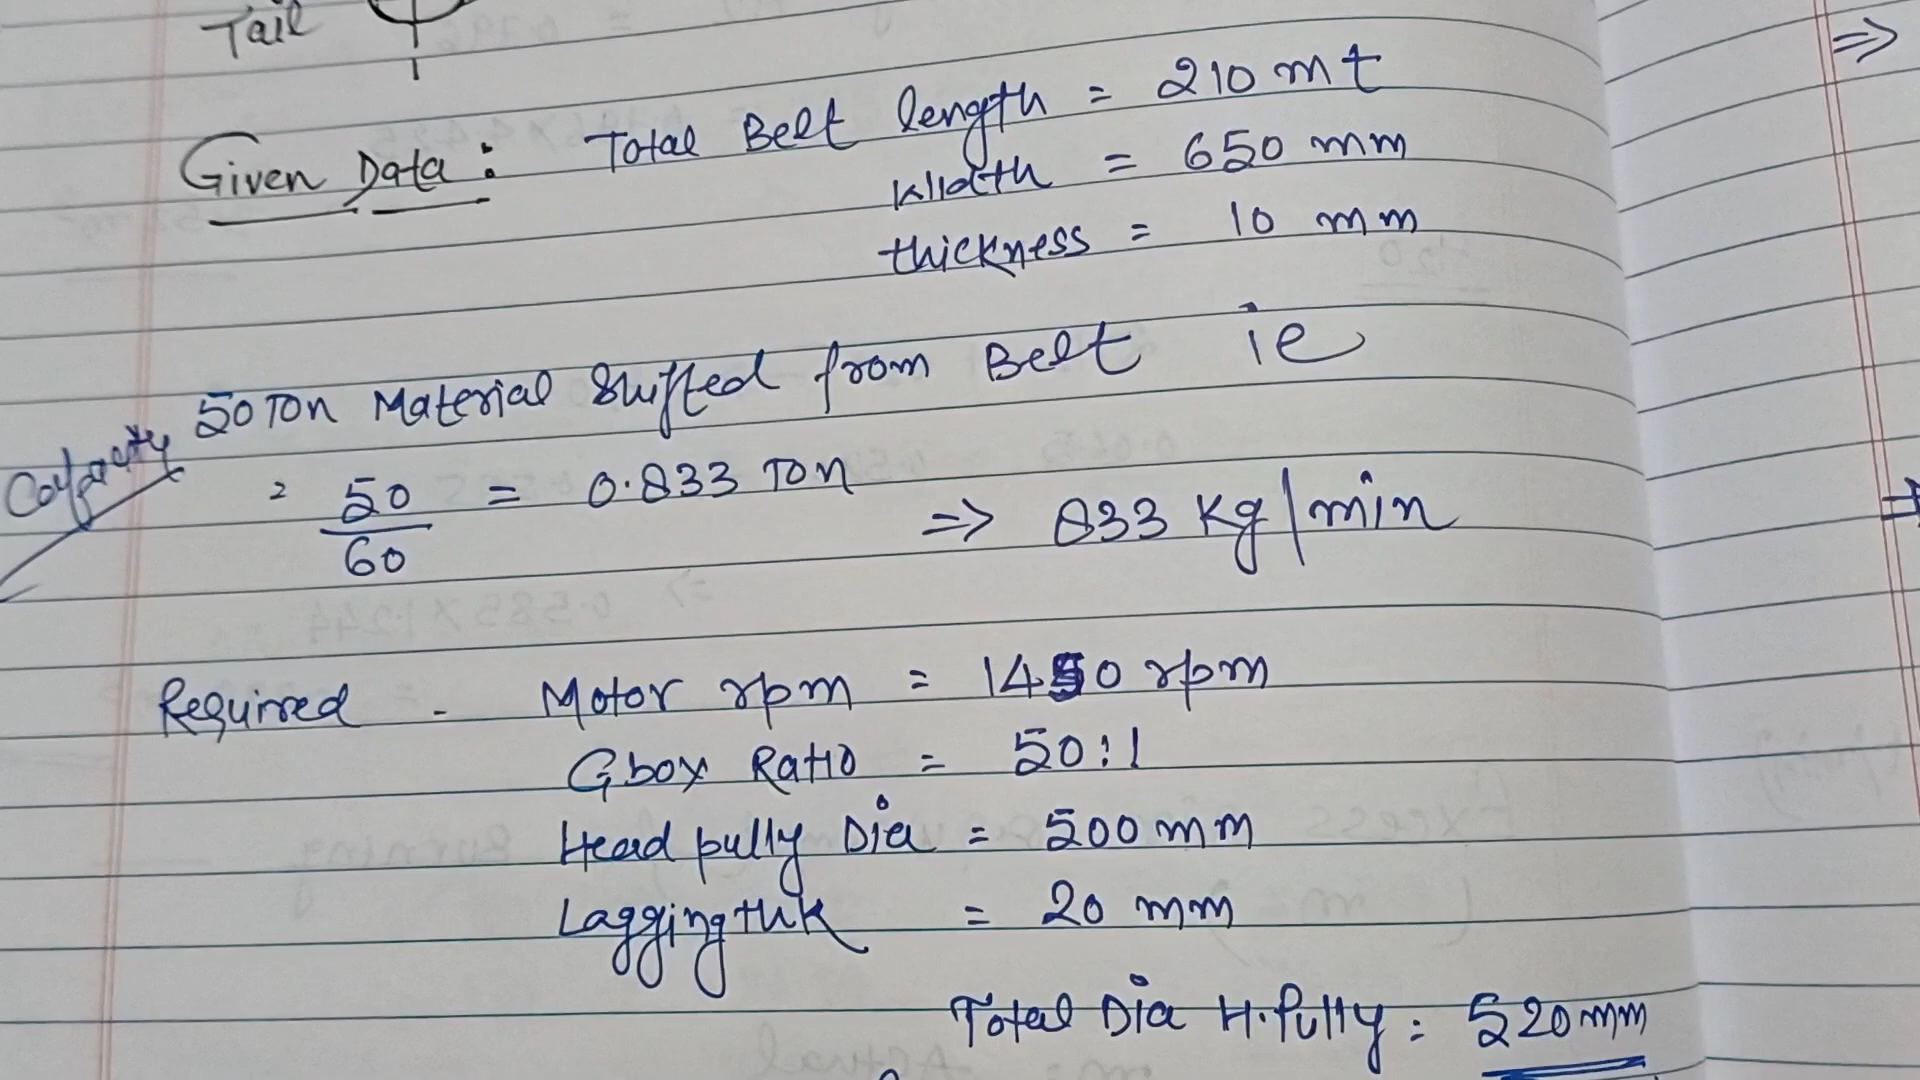 Tail
Given Data : Total Belt length = 210 mt
Width = 650 mm
thickness = 10 mm
50 Ton Material Shifted from Belt ie
Capacity
= 50/60 = 0.833 Ton => 833 kg/min
Required - Motor rpm = 1450 rpm
Gbox Ratio = 50:1
Head pully Dia = 500 mm
Lagging thk = 20 mm
Total Dia H.Pully = 520 mm